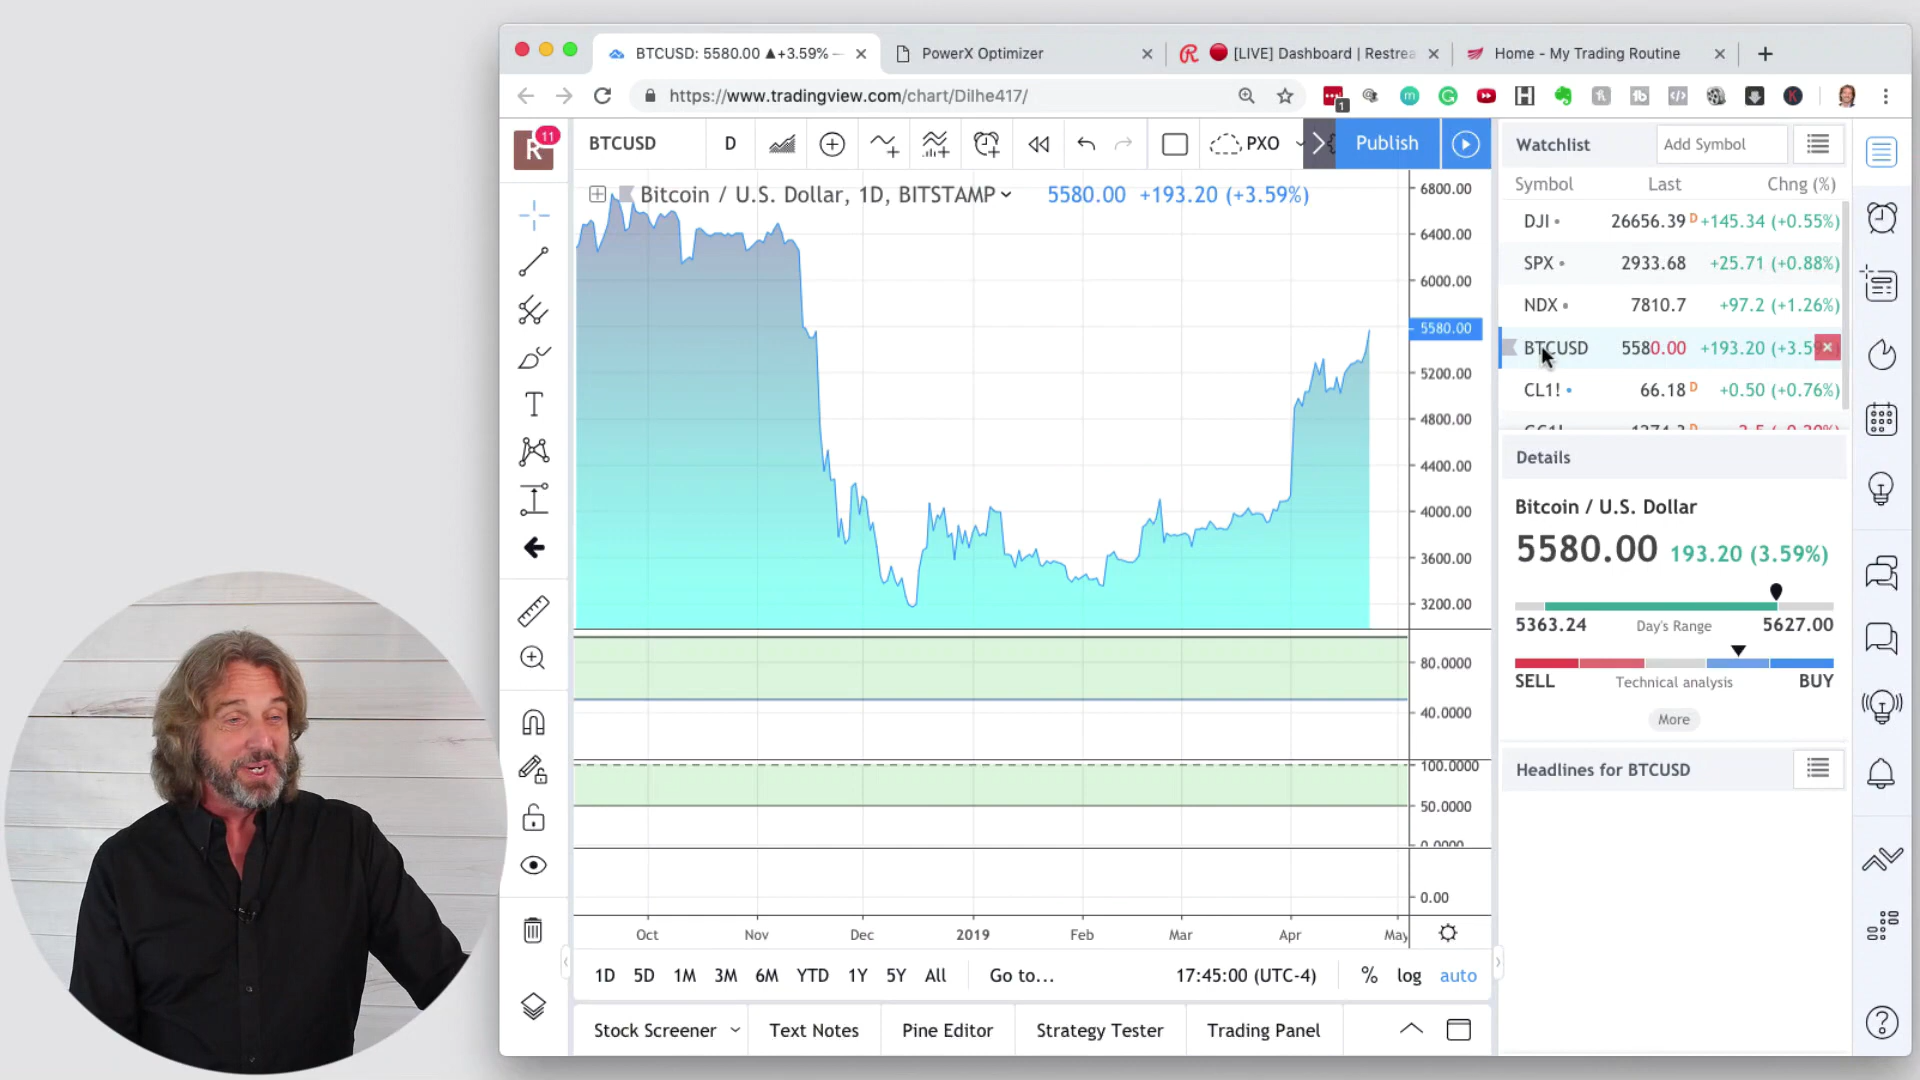 BTCUSD: 5580.00 ▲+3.59% —
PowerX Optimizer
[LIVE] Dashboard | Restrea
Home - My Trading Routine
https://www.tradingview.com/chart/Dilhe417/
1
R 11
BTCUSD
D
PXO
Publish
Bitcoin / U.S. Dollar, 1D, BITSTAMP
5580.00 +193.20 (+3.59%)
6800.00
6400.00
6000.00
5580.00
5200.00
4800.00
4400.00
4000.00
3600.00
3200.00
80.0000
40.0000
100.0000
50.0000
0.0000
0.00
Oct Nov Dec 2019 Feb Mar Apr May
1D 5D 1M 3M 6M YTD 1Y 5Y All Go to... 17:45:00 (UTC-4) % log auto
Stock Screener Text Notes Pine Editor Strategy Tester Trading Panel
Watchlist Add Symbol
Symbol Last Chng (%)
DJI 26656.39 D +145.34 (+0.55%)
SPX 2933.68 +25.71 (+0.88%)
NDX 7810.7 +97.2 (+1.26%)
BTCUSD 5580.00 +193.20 (+3.5
CL1! 66.18 D +0.50 (+0.76%)
Details
Bitcoin / U.S. Dollar
5580.00 193.20 (3.59%)
5363.24 Day's Range 5627.00
SELL Technical analysis BUY
More
Headlines for BTCUSD